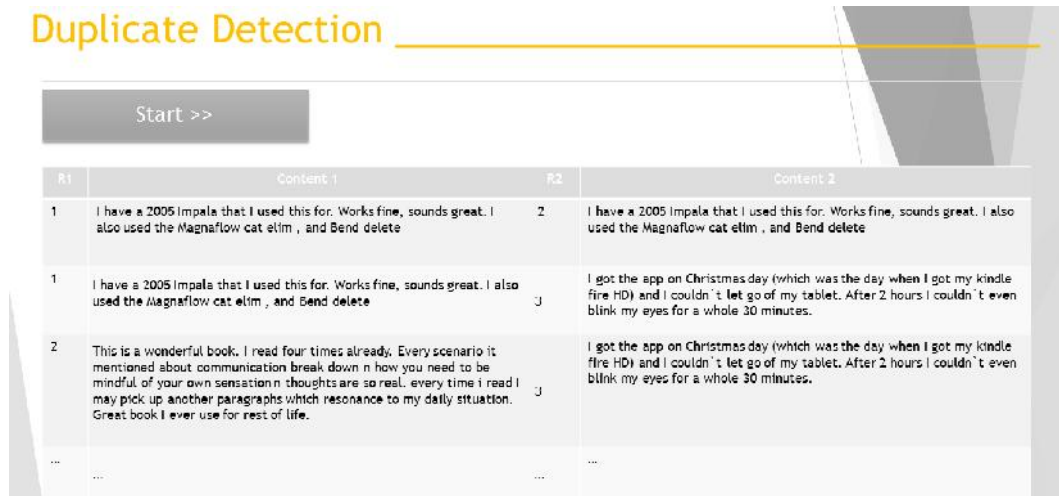 Duplicate Detection
Start >>
R1 Content 1 R2 Content 2
1 I have a 2005 Impala that I used this for. Works fine, sounds great. I 2 I have a 2005 Impala that I used this for. Works fine, sounds great. I also
also used the Magnaflow cat elim , and Bend delete used the Magnaflow cat elim , and Bend delete
1 I have a 2005 Impala that I used this for. Works fine, sounds great. I also 3 I got the app on Christmas day (which was the day when I got my kindle
used the Magnaflow cat elim , and Bend delete fire HD) and I couldn`t let go of my tablet. After 2 hours I couldn`t even
blink my eyes for a whole 30 minutes.
2 This is a wonderful book. I read four times already. Every scenario it 3 I got the app on Christmas day (which was the day when I got my kindle
mentioned about communication break down n how you need to be fire HD) and I couldn`t let go of my tablet. After 2 hours I couldn`t even
mindful of your own sensation n thoughts are so real. every time i read I blink my eyes for a whole 30 minutes.
may pick up another paragraphs which resonance to my daily situation.
Great book I ever use for rest of life.
... ... ... ...